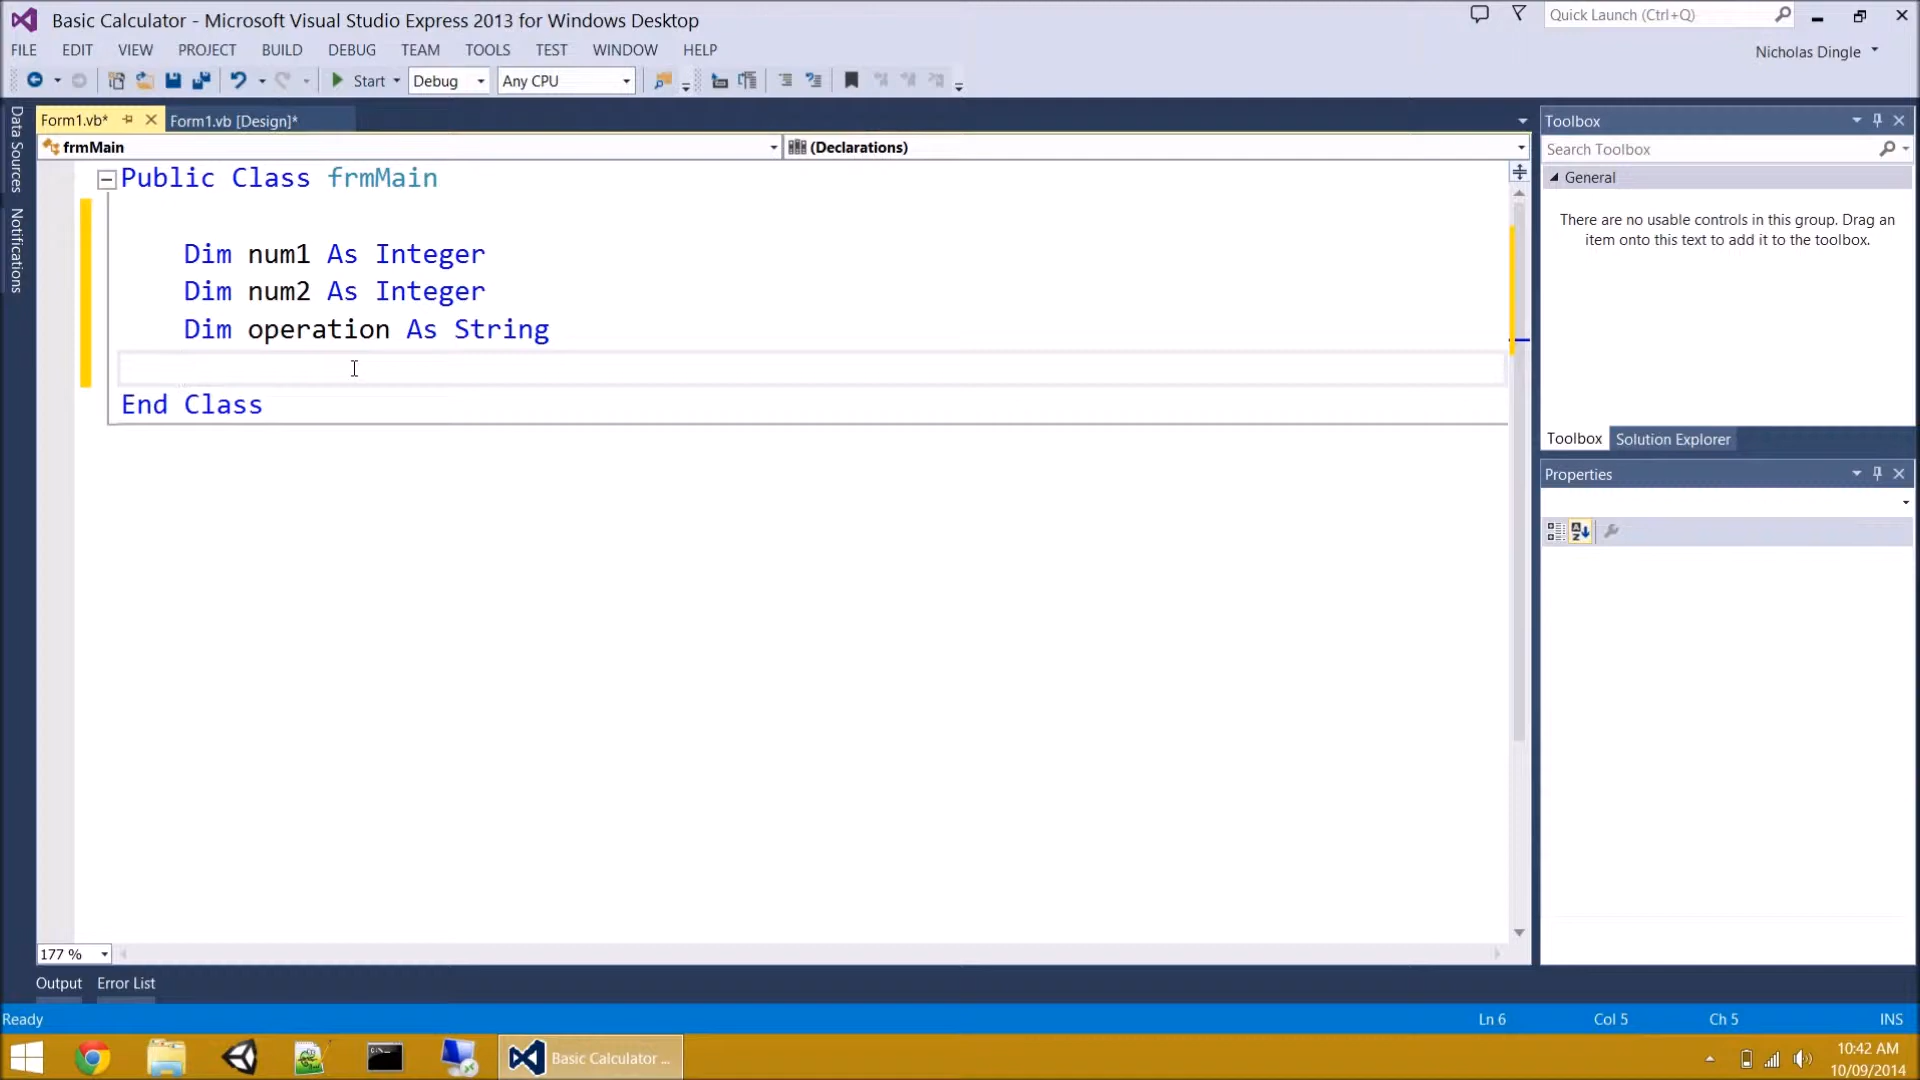 Basic Calculator - Microsoft Visual Studio Express 2013 for Windows Desktop
Quick Launch (Ctrl+Q)
FILE EDIT VIEW PROJECT BUILD DEBUG TEAM TOOLS TEST WINDOW HELP
Nicholas Dingle
Start Debug Any CPU
Data Sources
Notifications
Form1.vb*
Form1.vb [Design]*
frmMain
(Declarations)
Public Class frmMain
Dim num1 As Integer
Dim num2 As Integer
Dim operation As String
End Class
Toolbox
Search Toolbox
General
There are no usable controls in this group. Drag an
item onto this text to add it to the toolbox.
Toolbox Solution Explorer
Properties
177 %
Output Error List
Ready
Ln 6 Col 5 Ch 5 INS
Basic Calculator ...
10:42 AM
10/09/2014